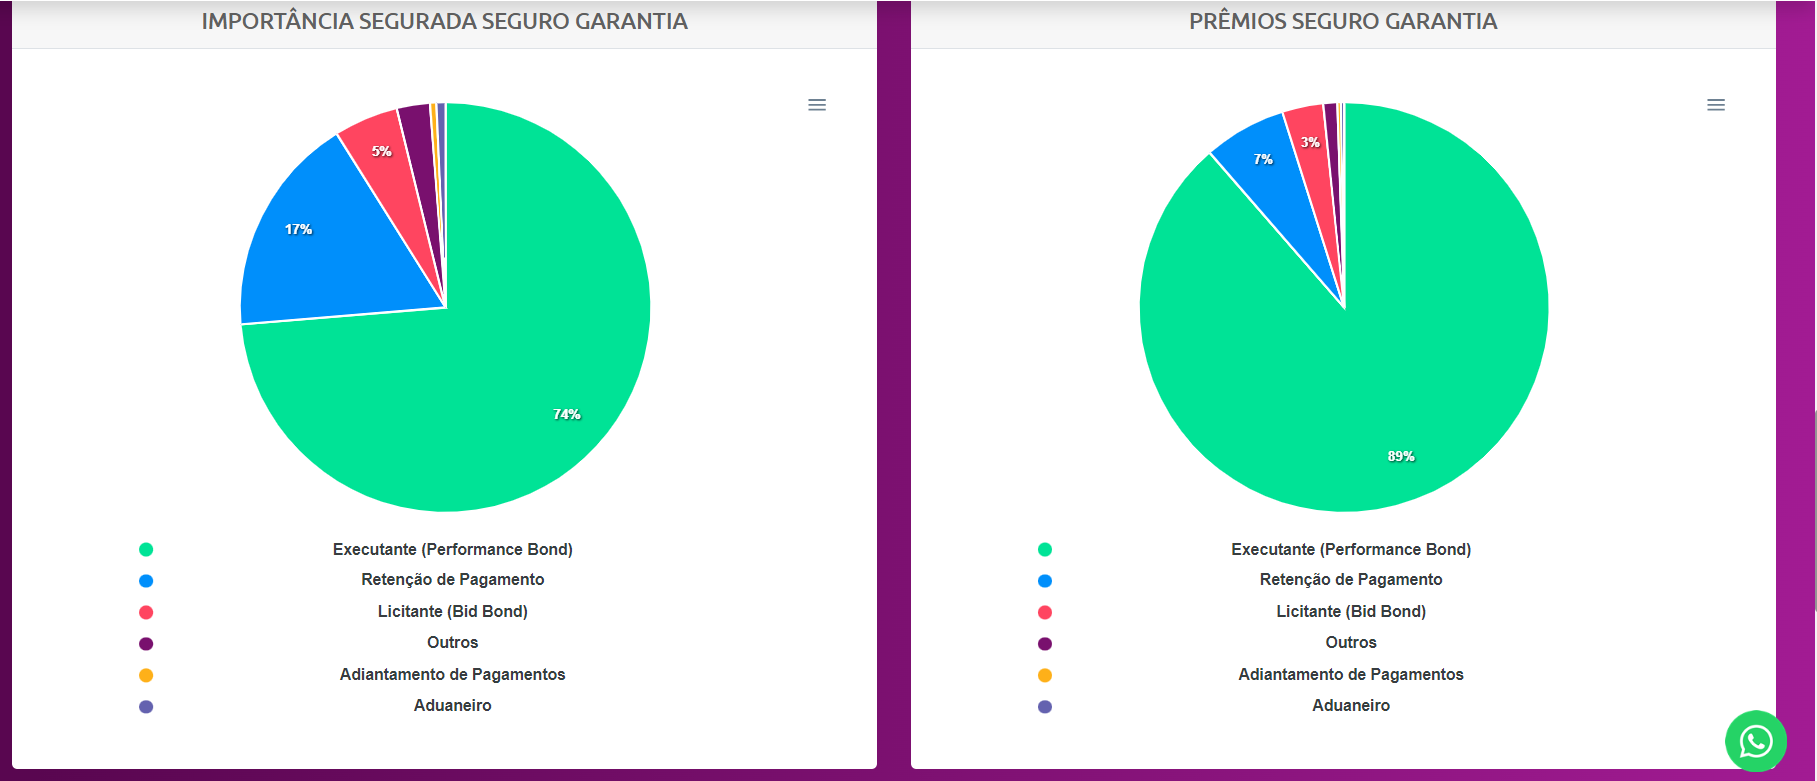 IMPORTÂNCIA SEGURADA SEGURO GARANTIA
5%
17%
74%
Executante (Performance Bond)
Retenção de Pagamento
Licitante (Bid Bond)
Outros
Adiantamento de Pagamentos
Aduaneiro
PRÊMIOS SEGURO GARANTIA
3%
7%
89%
Executante (Performance Bond)
Retenção de Pagamento
Licitante (Bid Bond)
Outros
Adiantamento de Pagamentos
Aduaneiro